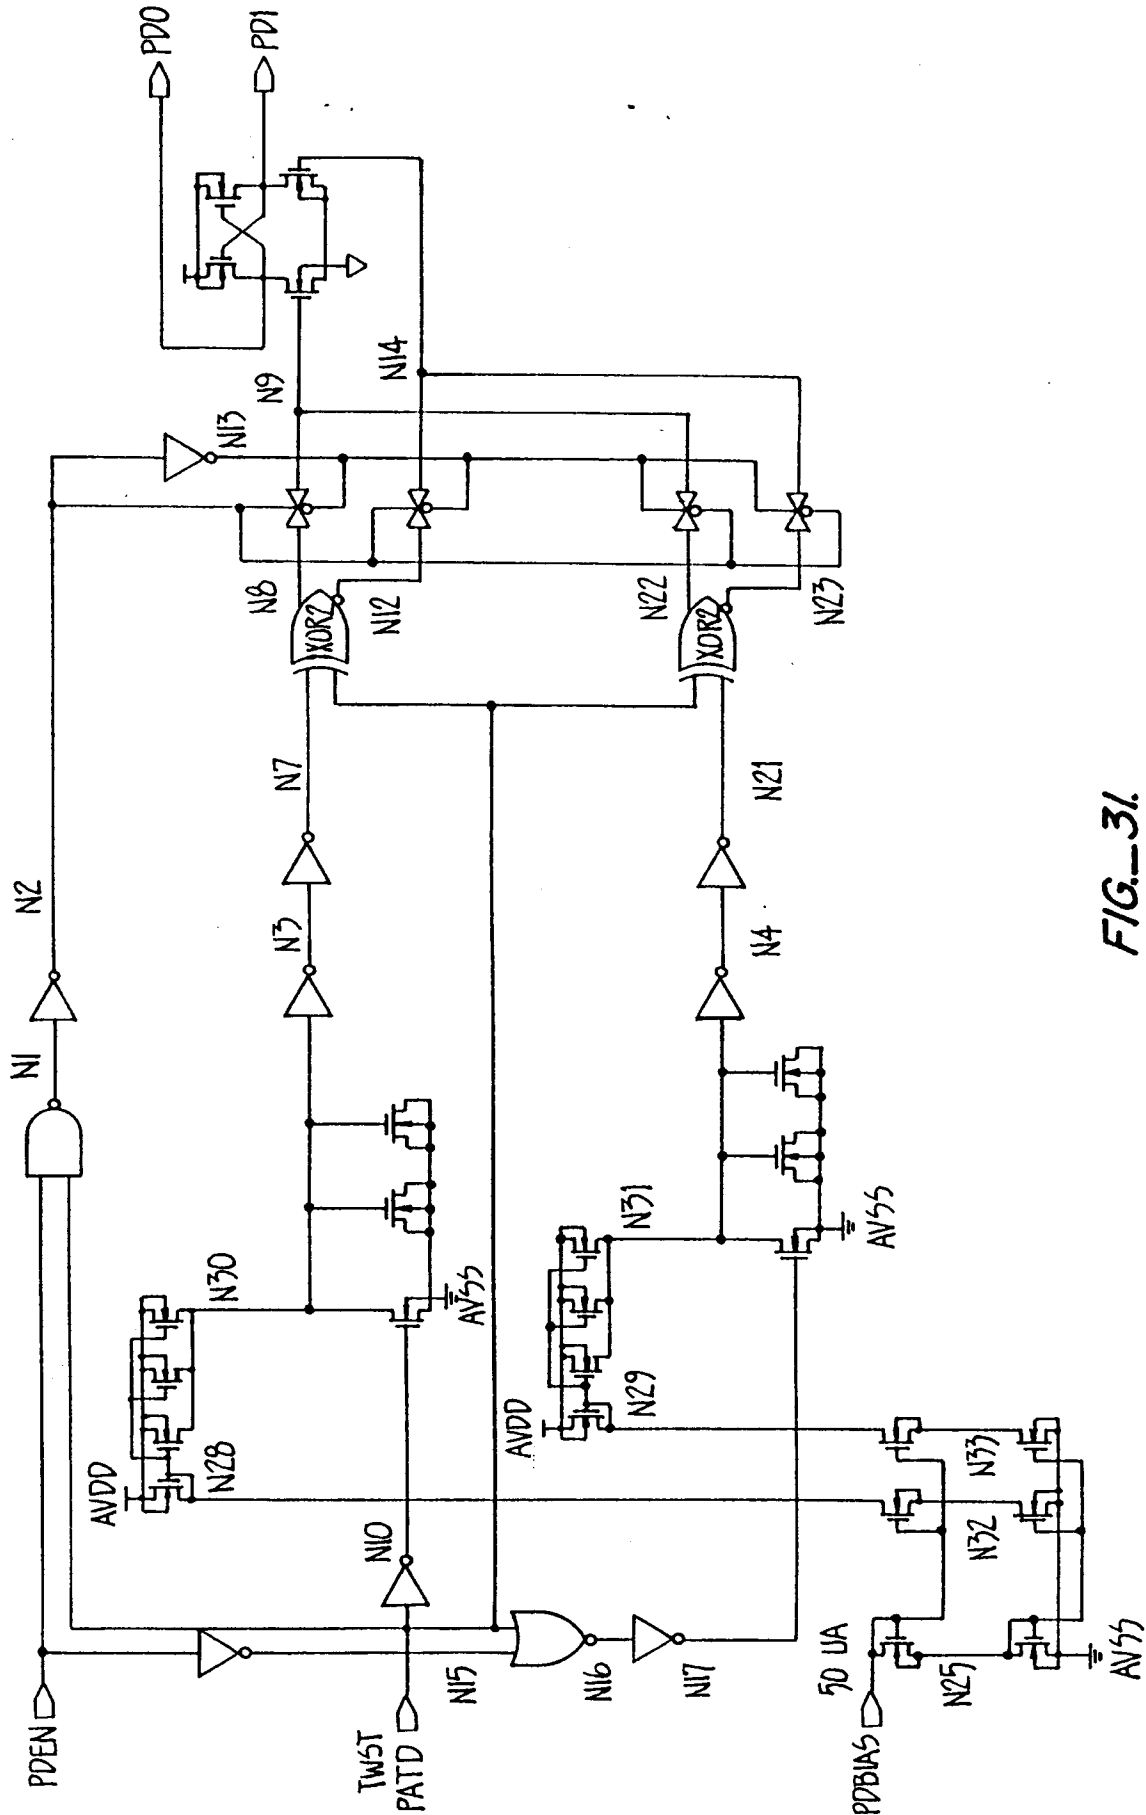 PDEN
N1
N2
TWST
PATD
N10
N15
N16
N17
AVDD
N28
N30
AVSS
N3
N7
XOR2
N8
N12
N13
N9
N14
PD0
PD1
AVDD
N29
N31
AVSS
N4
N21
XOR2
N22
N23
PDBIAS
50 UA
N25
N32
N33
AVSS
FIG._31.